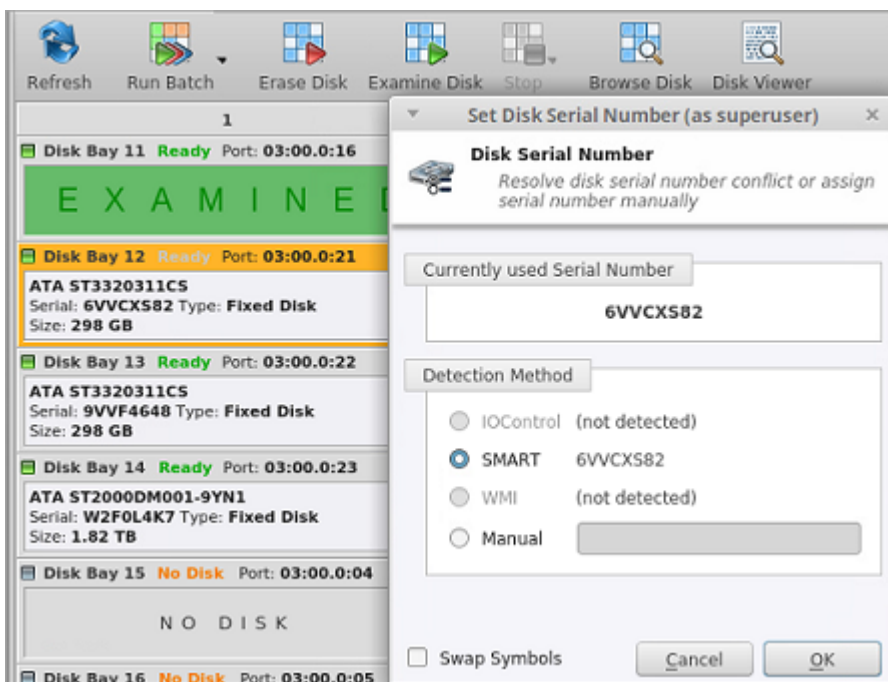 Refresh Run Batch Erase Disk Examine Disk Stop Browse Disk Disk Viewer
1
Disk Bay 11 Ready Port: 03:00.0:16
EXAMINED
Disk Bay 12 Ready Port: 03:00.0:21
ATA ST3320311CS
Serial: 6VVCXS82 Type: Fixed Disk
Size: 298 GB
Disk Bay 13 Ready Port: 03:00.0:22
ATA ST3320311CS
Serial: 9VVF4648 Type: Fixed Disk
Size: 298 GB
Disk Bay 14 Ready Port: 03:00.0:23
ATA ST2000DM001-9YN1
Serial: W2F0L4K7 Type: Fixed Disk
Size: 1.82 TB
Disk Bay 15 No Disk Port: 03:00.0:04
NO DISK
Disk Bay 16 No Disk Port: 03:00.0:05
Set Disk Serial Number (as superuser)
Disk Serial Number
Resolve disk serial number conflict or assign
serial number manually
Currently used Serial Number
6VVCXS82
Detection Method
IOControl (not detected)
SMART 6VVCXS82
WMI (not detected)
Manual
Swap Symbols Cancel OK